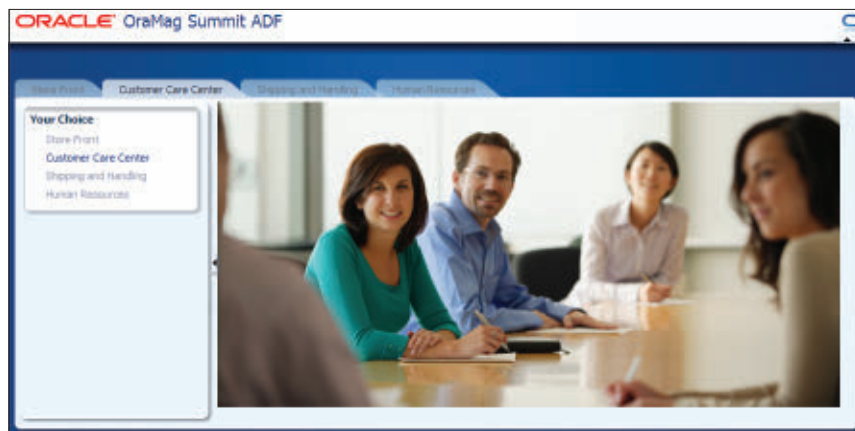 ORACLE OraMag Summit ADF
Store Front Customer Care Center Shipping and Handling Human Resources
Your Choice
Store Front
Customer Care Center
Shipping and Handling
Human Resources